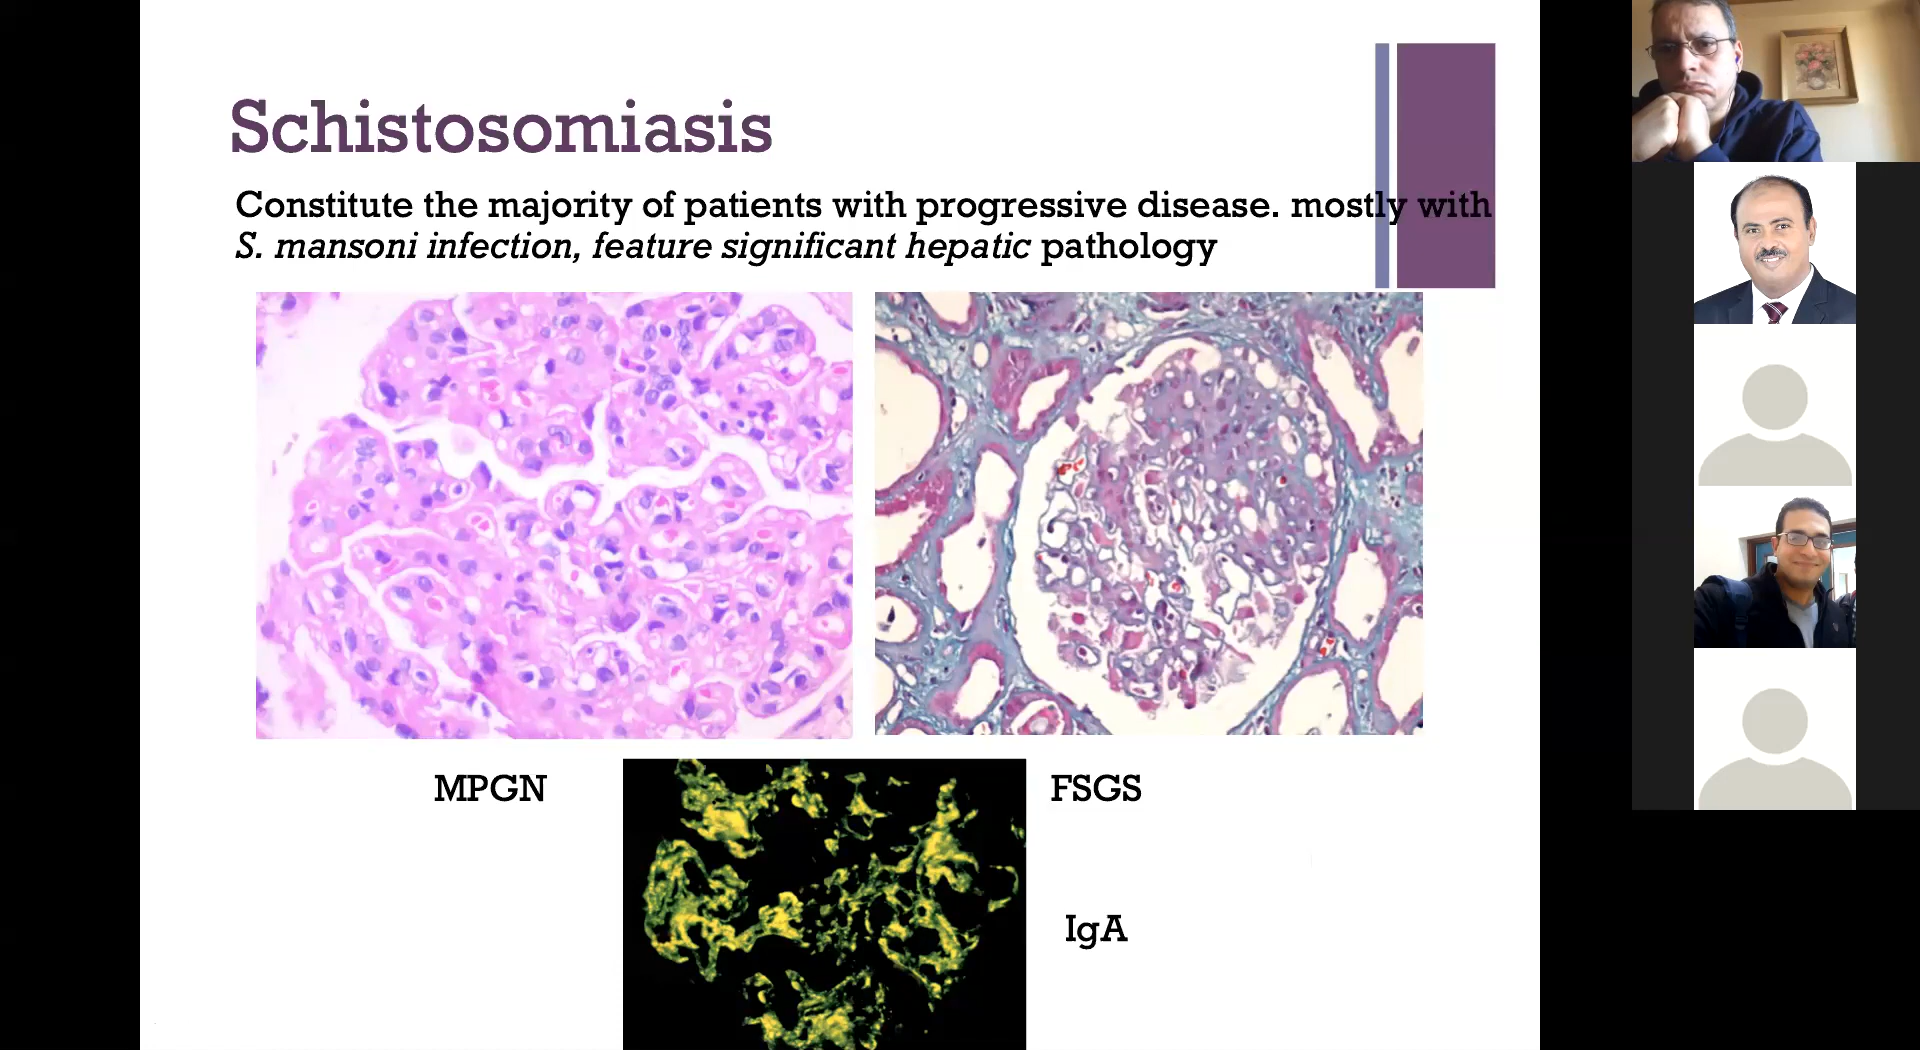 Schistosomiasis
Constitute the majority of patients with progressive disease. mostly with
S. mansoni infection, feature significant hepatic pathology
MPGN
FSGS
IgA